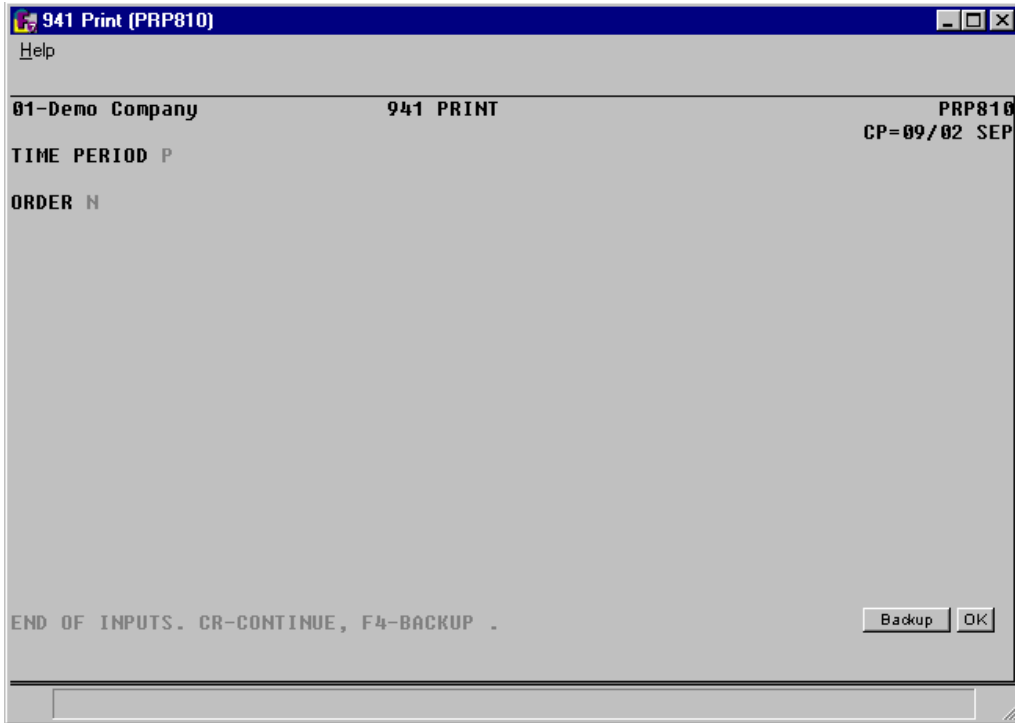 941 Print (PRP810)
Help
01-Demo Company 941 PRINT PRP810
CP=09/02 SEP
TIME PERIOD P
ORDER N
END OF INPUTS. CR-CONTINUE, F4-BACKUP .
Backup OK